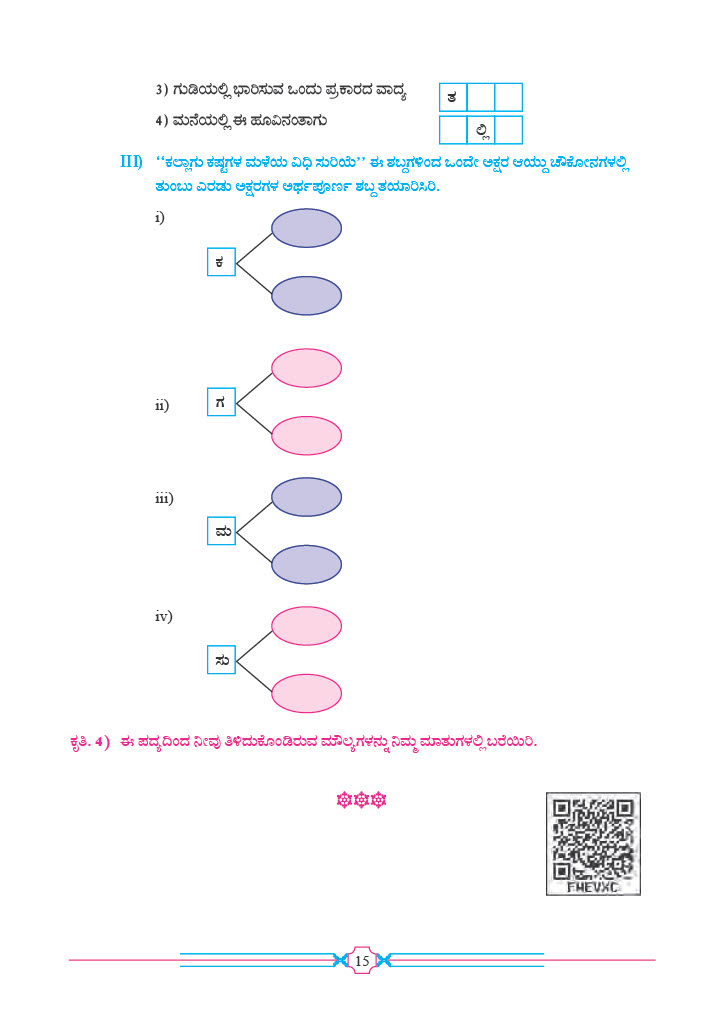 3) ಗುಡಿಯಲ್ಲಿ ಭಾರಿಸುವ ಒಂದು ಪ್ರಕಾರದ ವಾದ್ಯ ತ
4) ಮನೆಯಲ್ಲಿ ಈ ಹೂವಿನಂತಾಗು ಲ್ಲಿ
III) ‘‘ಕಲ್ಲಾಗು ಕಷ್ಟಗಳ ಮಳೆಯ ವಿಧಿ ಸುರಿಯೆ’’ ಈ ಶಬ್ದಗಳಿಂದ ಒಂದೇ ಅಕ್ಷರ ಆಯ್ದು ಚೌಕೋನಗಳಲ್ಲಿ
ತುಂಬು ಎರಡು ಅಕ್ಷರಗಳ ಅರ್ಥಪೂರ್ಣ ಶಬ್ದ ತಯಾರಿಸಿರಿ.
i)
ಕ
ii)
ಗ
iii)
ಮ
iv)
ಸು
ಕೃತಿ. 4) ಈ ಪದ್ಯದಿಂದ ನೀವು ತಿಳಿದುಕೊಂಡಿರುವ ಮೌಲ್ಯಗಳನ್ನು ನಿಮ್ಮ ಮಾತುಗಳಲ್ಲಿ ಬರೆಯಿರಿ.
FMEVXC
15